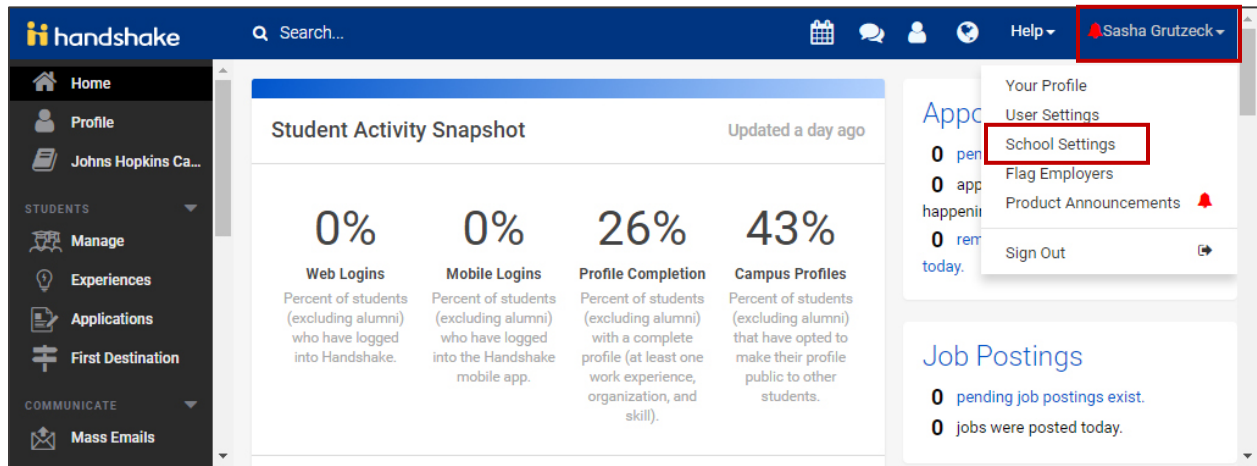 handshake
Search...
Help
Sasha Grutzeck
Home
Profile
Johns Hopkins Ca...
STUDENTS
Manage
Experiences
Applications
First Destination
COMMUNICATE
Mass Emails
Student Activity Snapshot
Updated a day ago
0%
Web Logins
Percent of students
(excluding alumni)
who have logged
into Handshake.
0%
Mobile Logins
Percent of students
(excluding alumni)
who have logged
into the Handshake
mobile app.
26%
Profile Completion
Percent of students
(excluding alumni)
with a complete
profile (at least one
work experience,
organization, and
skill).
43%
Campus Profiles
Percent of students
(excluding alumni)
that have opted to
make their profile
public to other
students.
Your Profile
User Settings
School Settings
Flag Employers
Product Announcements
Sign Out
0
0
0
today.
Job Postings
0 pending job postings exist.
0 jobs were posted today.